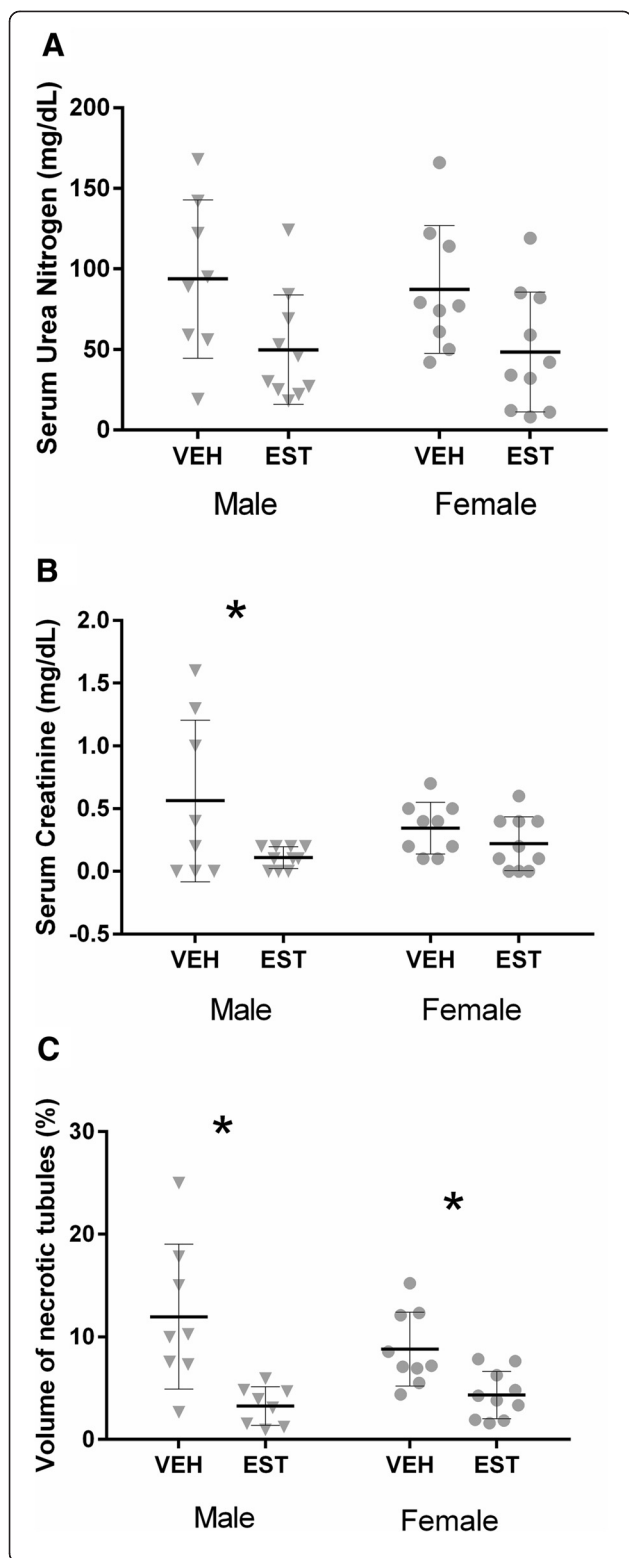 A
Serum Urea Nitrogen (mg/dL)
200
150
100
50
0
VEH EST VEH EST
Male Female
B
Serum Creatinine (mg/dL)
*
2.0
1.5
1.0
0.5
0.0
-0.5
VEH EST VEH EST
Male Female
C
Volume of necrotic tubules (%)
*
30
*
20
10
0
VEH EST VEH EST
Male Female